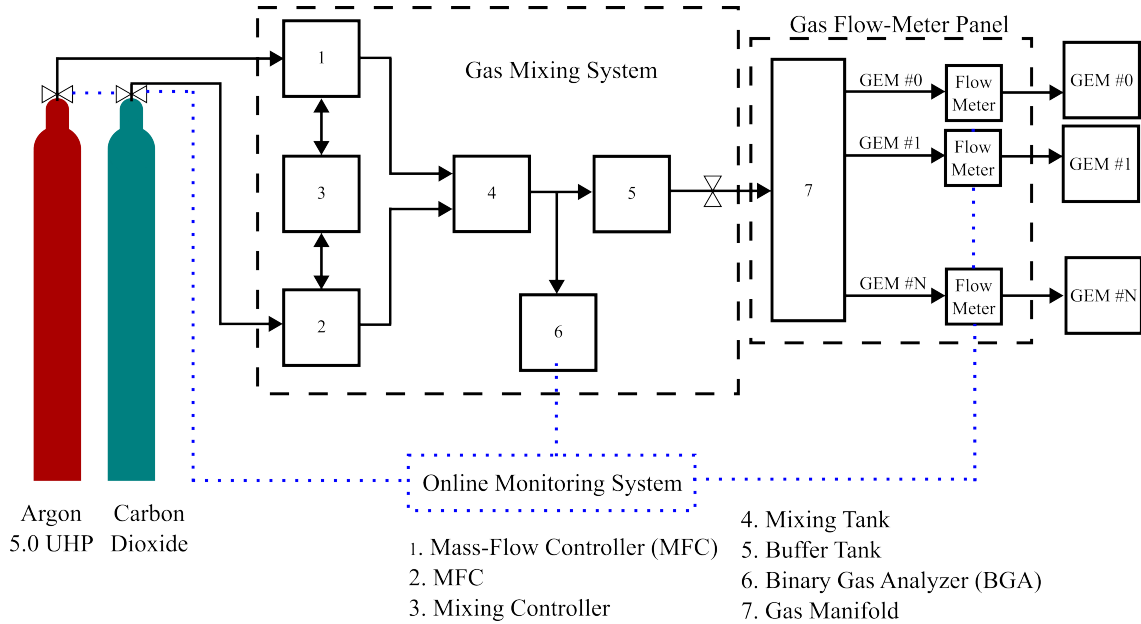 Gas Flow-Meter Panel
Gas Mixing System
1
3
2
4
5
6
7
GEM #0
Flow
Meter
GEM #0
GEM #1
Flow
Meter
GEM #1
GEM #N
Flow
Meter
GEM #N
Online Monitoring System
Argon
5.0 UHP
Carbon
Dioxide
1. Mass-Flow Controller (MFC)
2. MFC
3. Mixing Controller
4. Mixing Tank
5. Buffer Tank
6. Binary Gas Analyzer (BGA)
7. Gas Manifold